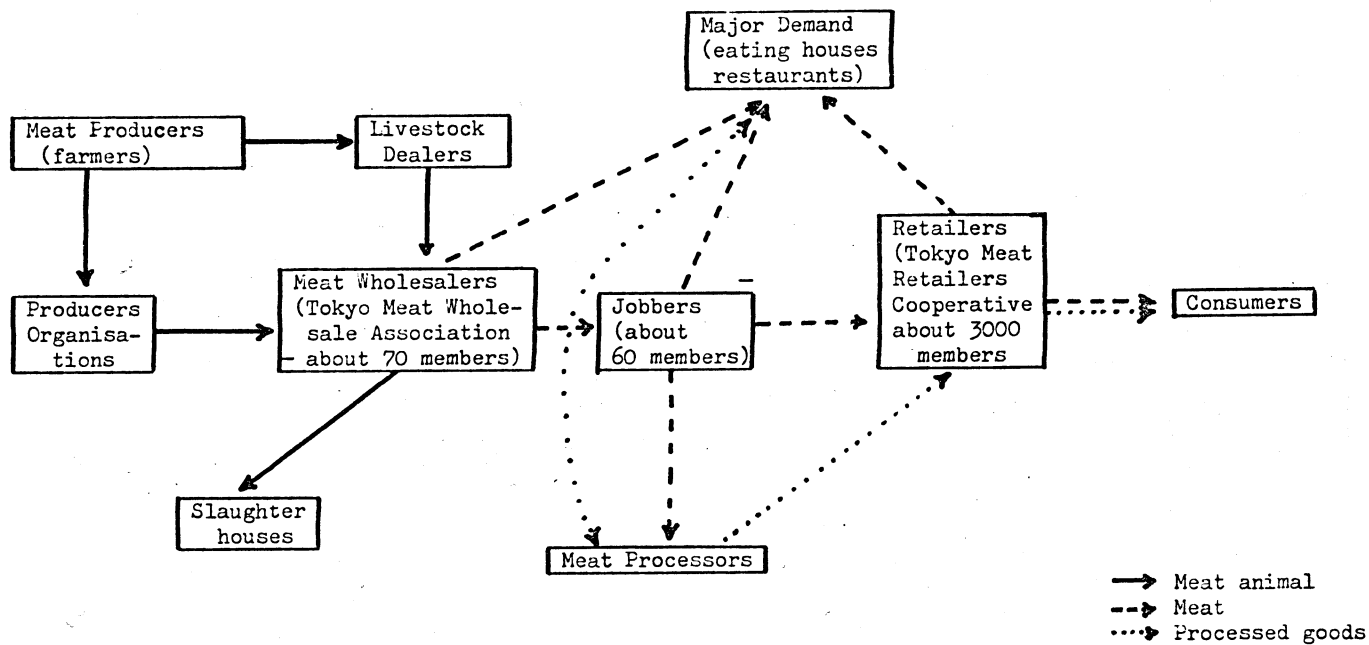 Major Demand
(eating houses
restaurants)
Meat Producers
(farmers)
Livestock
Dealers
Producers
Organisa-
tions
Meat Wholesalers
(Tokyo Meat Whole-
sale Association
about 70 members)
Jobbers
(about
60 members)
Retailers
(Tokyo Meat
Retailers
Cooperative
about 3000
members
Consumers
Slaughter
houses
Meat Processors
Meat animal
Meat
Processed goods